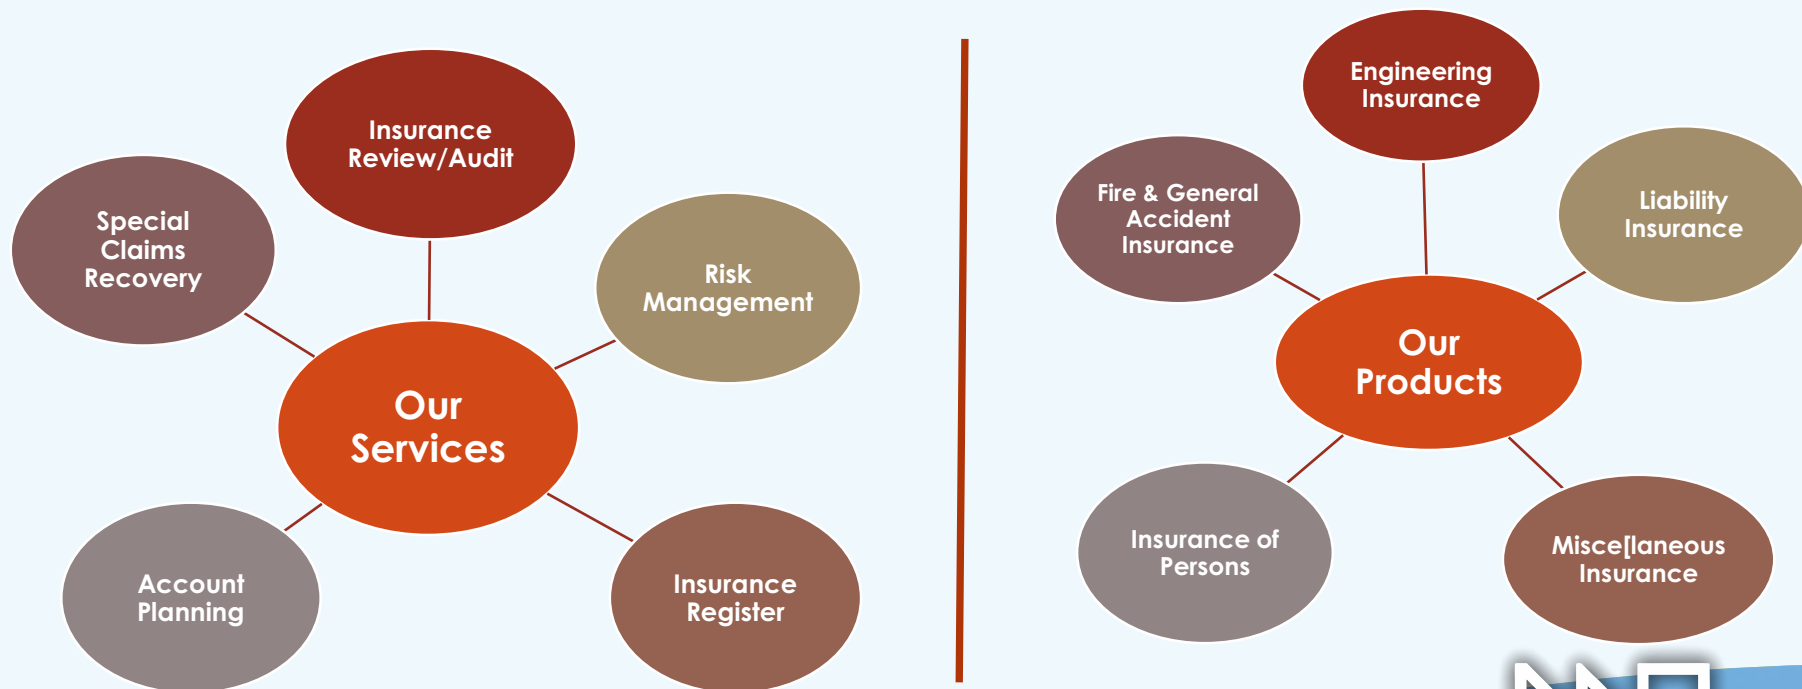 Insurance
Review/Audit
Special
Claims
Recovery
Risk
Management
Our
Services
Account
Planning
Insurance
Register
Engineering
Insurance
Fire & General
Accident
Insurance
Liability
Insurance
Our
Products
Insurance of
Persons
Misce[laneous
Insurance